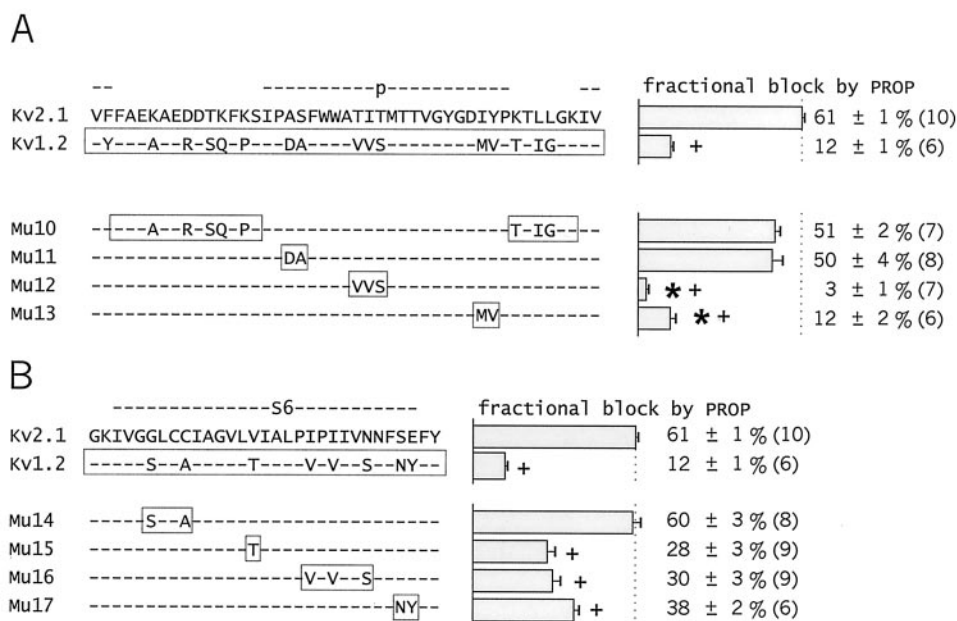 A
--   ---------p---------   --   fractional block by PROP
Kv2.1 VFFAEKAEDDTKFKSIPASFWWATITMTTVGYGDIYPKTLLGKIV 61 ± 1 % (10)
Kv1.2 -Y---A--R-SQ-P---DA-----VVS-------MV-T-IG---- + 12 ± 1 % (6)
Mu10 -----A--R-SQ-P---------------------T-IG---- 51 ± 2 % (7)
Mu11 ----------------DA--------------------------- 50 ± 4 % (8)
Mu12 ----------------------VVS------------------ * + 3 ± 1 % (7)
Mu13 --------------------------------MV--------- * + 12 ± 2 % (6)
B
------------S6------------   fractional block by PROP
Kv2.1 GKIVGGLCCIAGVLVIALPIPIIVNNFSEFY 61 ± 1 % (10)
Kv1.2 -----S--A-----T----V-V--S--NY-- + 12 ± 1 % (6)
Mu14 -----S--A---------------------- 60 ± 3 % (8)
Mu15 --------------T---------------- + 28 ± 3 % (9)
Mu16 -------------------V-V--S------ + 30 ± 3 % (9)
Mu17 ---------------------------NY-- + 38 ± 2 % (6)